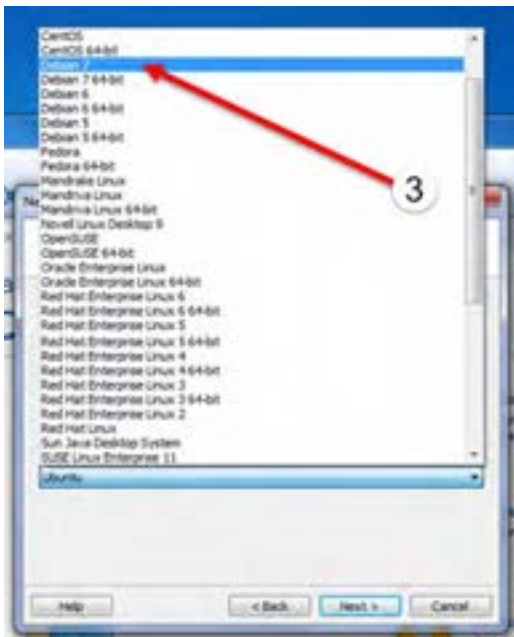 CentOS
CentOS 64-bit
Debian 7
Debian 7 64-bit
Debian 6
Debian 6 64-bit
Debian 5
Debian 5 64-bit
Fedora
Fedora 64-bit
Mandrake Linux
Mandriva Linux
Mandriva Linux 64-bit
Novell Linux Desktop 9
OpenSUSE
OpenSUSE 64-bit
Oracle Enterprise Linux
Oracle Enterprise Linux 64-bit
Red Hat Enterprise Linux 6
Red Hat Enterprise Linux 6 64-bit
Red Hat Enterprise Linux 5
Red Hat Enterprise Linux 5 64-bit
Red Hat Enterprise Linux 4
Red Hat Enterprise Linux 4 64-bit
Red Hat Enterprise Linux 3
Red Hat Enterprise Linux 3 64-bit
Red Hat Enterprise Linux 2
Red Hat Linux
Sun Java Desktop System
SUSE Linux Enterprise 11
Ubuntu
3
Help < Back Next > Cancel